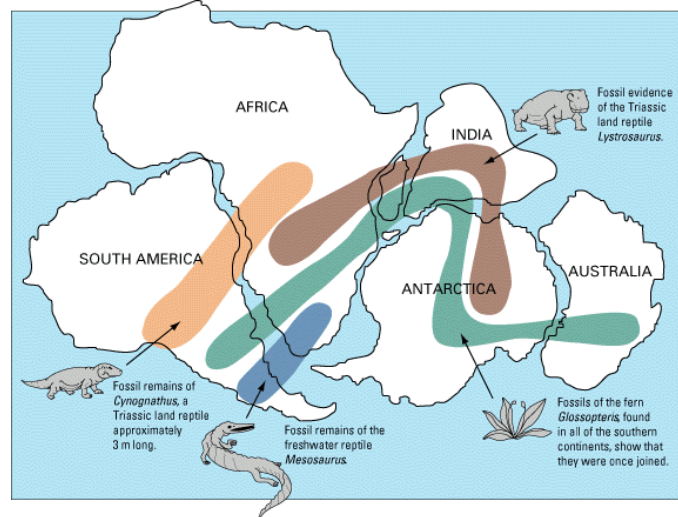 AFRICA
INDIA
Fossil evidence
of the Triassic
land reptile
Lystrosaurus.
SOUTH AMERICA
ANTARCTICA
AUSTRALIA
Fossil remains of
Cynognathus, a
Triassic land reptile
approximately
3 m long.
Fossil remains of the
freshwater reptile
Mesosaurus.
Fossils of the fern
Glossopteris, found
in all of the southern
continents, show that
they were once joined.